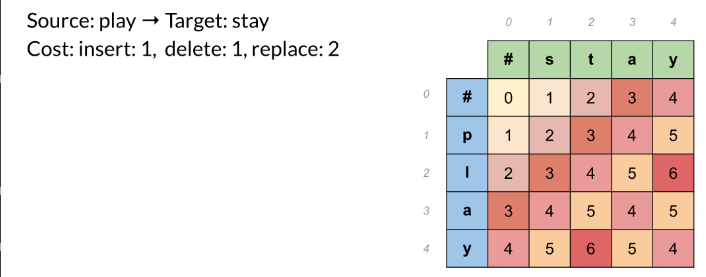 Source: play → Target: stay
Cost: insert: 1, delete: 1, replace: 2
0 1 2 3 4
# s t a y
0 # 0 1 2 3 4
1 p 1 2 3 4 5
2 l 2 3 4 5 6
3 a 3 4 5 4 5
4 y 4 5 6 5 4